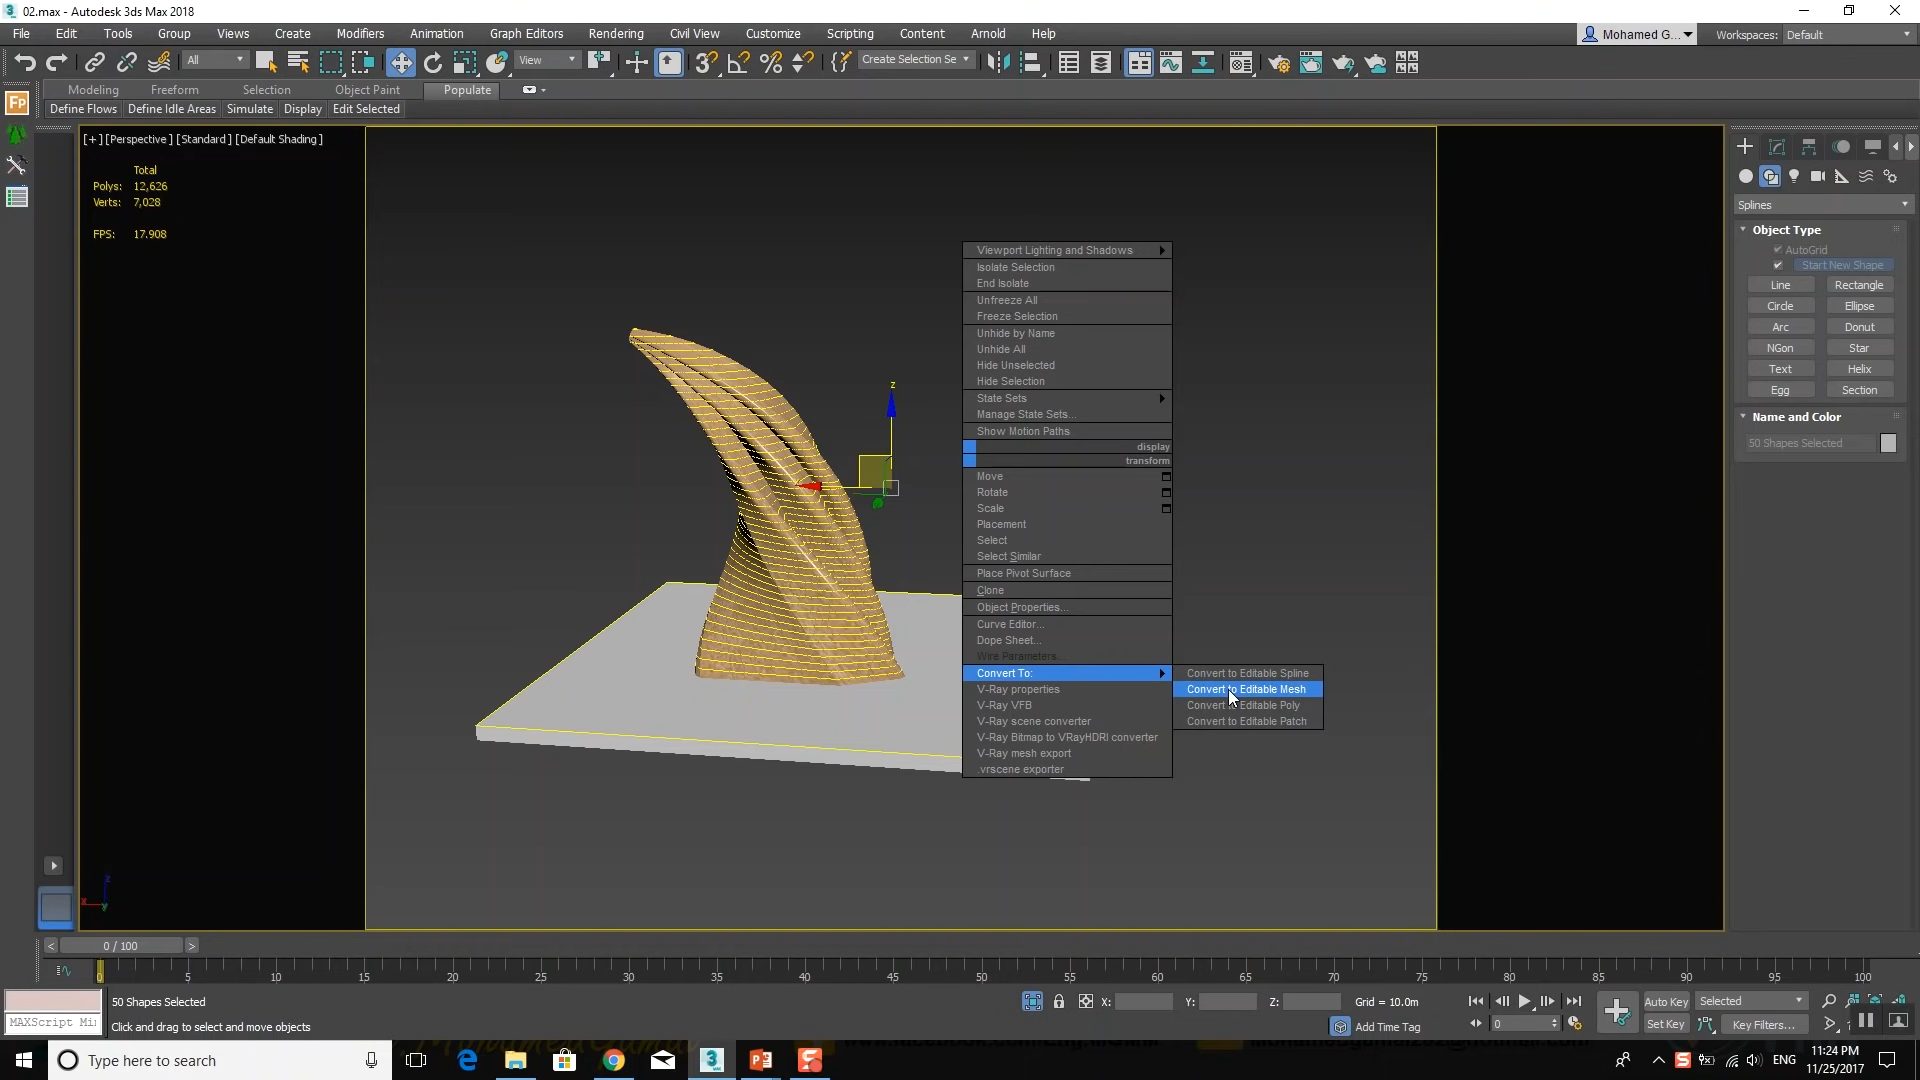 02.max - Autodesk 3ds Max 2018
File Edit Tools Group Views Create Modifiers Animation Graph Editors Rendering Civil View Customize Scripting Content Arnold Help
Mohamed G... Workspaces: Default
All View Create Selection Se
Modeling Freeform Selection Object Paint Populate
Define Flows Define Idle Areas Simulate Display Edit Selected
[+] [Perspective ] [Standard ] [Default Shading ]
Total
Polys: 12,626
Verts: 7,028
FPS: 17.908
z
Viewport Lighting and Shadows
Isolate Selection
End Isolate
Unfreeze All
Freeze Selection
Unhide by Name
Unhide All
Hide Unselected
Hide Selection
State Sets
Manage State Sets...
Show Motion Paths
display
transform
Move
Rotate
Scale
Placement
Select
Select Similar
Place Pivot Surface
Clone
Object Properties...
Curve Editor...
Dope Sheet...
Wire Parameters...
Convert To:
V-Ray properties
V-Ray VFB
V-Ray scene converter
V-Ray Bitmap to VRayHDRI converter
V-Ray mesh export
.vrscene exporter
Convert to Editable Spline
Convert to Editable Mesh
Convert to Editable Poly
Convert to Editable Patch
Splines
Object Type
AutoGrid
Start New Shape
Line Rectangle
Circle Ellipse
Arc Donut
NGon Star
Text Helix
Egg Section
Name and Color
50 Shapes Selected
z
x
y
< 0 / 100 >
0 5 10 15 20 25 30 35 40 45 50 55 60 65 70 75 80 85 90 95 100
50 Shapes Selected X: Y: Z: Grid = 10.0m Auto Key Selected
MAXScript Mi
Click and drag to select and move objects Add Time Tag 0 Set Key Key Filters...
Type here to search
ENG
11:24 PM
11/25/2017